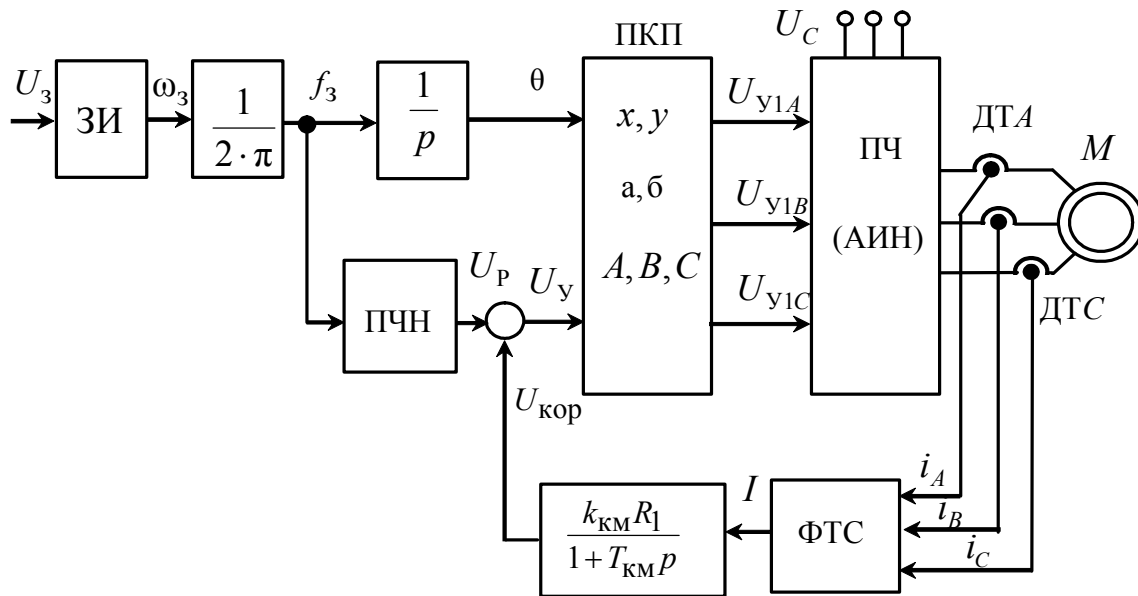 U_З
ЗИ
ω_З
1
2 · π
f_З
1
p
θ
ПКП
x, y
а, б
A, B, C
U_С
U_У1A
U_У1B
U_У1C
ПЧ
(АИН)
ДТA
M
ДТC
ПЧН
U_Р
U_У
U_кор
k_км R_1
1 + T_км p
I
ФТС
i_A
i_B
i_C